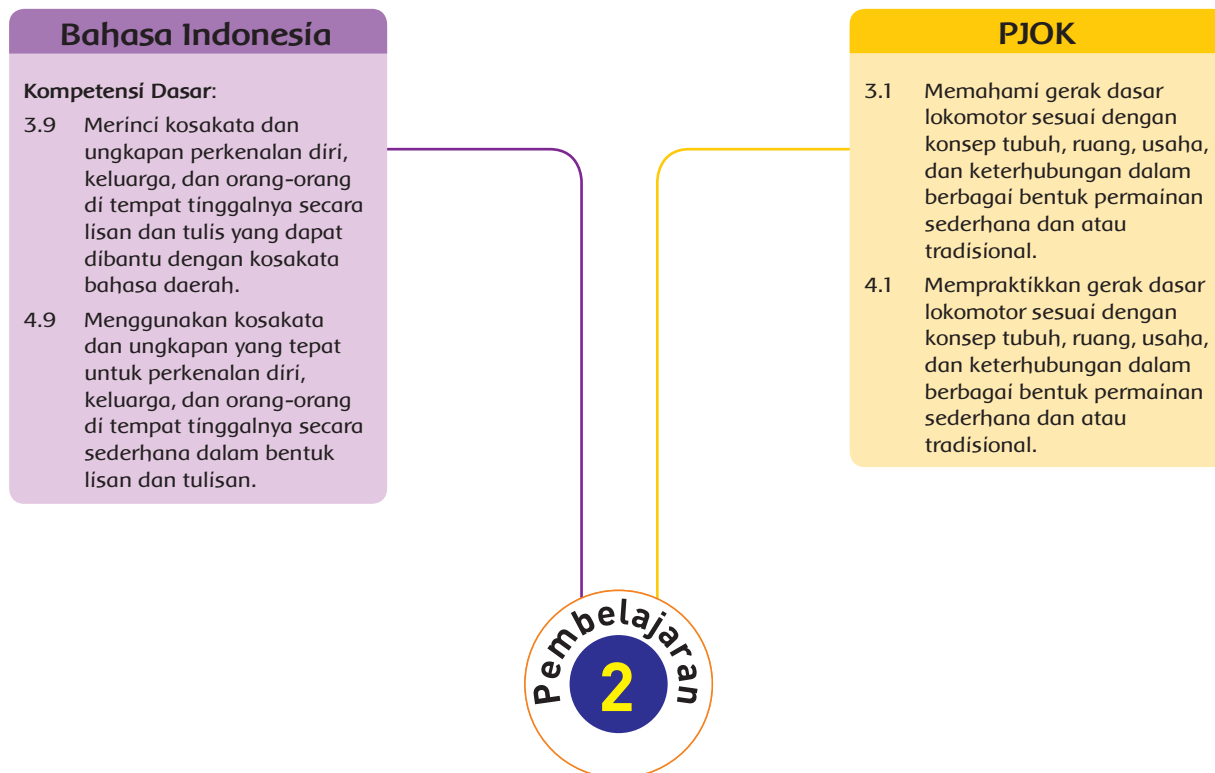 Bahasa Indonesia
Kompetensi Dasar:
3.9 Merinci kosakata dan
ungkapan perkenalan diri,
keluarga, dan orang-orang
di tempat tinggalnya secara
lisan dan tulis yang dapat
dibantu dengan kosakata
bahasa daerah.
4.9 Menggunakan kosakata
dan ungkapan yang tepat
untuk perkenalan diri,
keluarga, dan orang-orang
di tempat tinggalnya secara
sederhana dalam bentuk
lisan dan tulisan.
PJOK
3.1 Memahami gerak dasar
lokomotor sesuai dengan
konsep tubuh, ruang, usaha,
dan keterhubungan dalam
berbagai bentuk permainan
sederhana dan atau
tradisional.
4.1 Mempraktikkan gerak dasar
lokomotor sesuai dengan
konsep tubuh, ruang, usaha,
dan keterhubungan dalam
berbagai bentuk permainan
sederhana dan atau
tradisional.
Pembelajaran
2